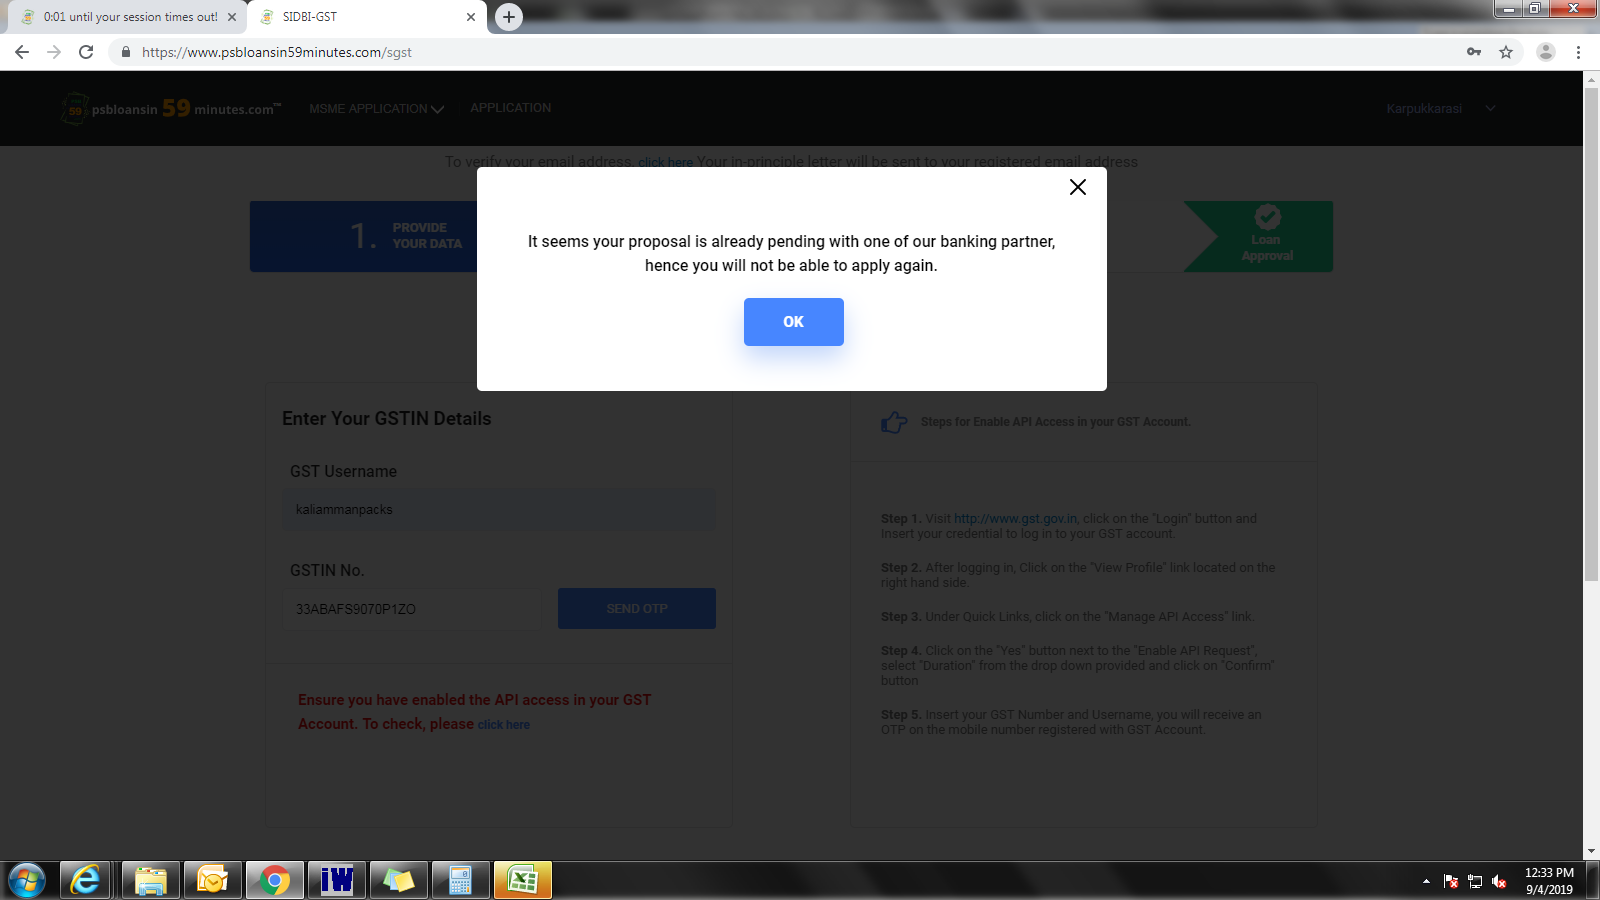 0:01 until your session times out!
SIDBI-GST
https://www.psbloansin59minutes.com/sgst
59 psbloansin 59 minutes.com™
MSME APPLICATION
APPLICATION
Karpukkarasi
To verify your email address, click here Your in-principle letter will be sent to your registered email address
1. PROVIDE
YOUR DATA
Loan
Approval
It seems your proposal is already pending with one of our banking partner,
hence you will not be able to apply again.
OK
Enter Your GSTIN Details
GST Username
kaliammanpacks
GSTIN No.
33ABAFS9070P1ZO
SEND OTP
Ensure you have enabled the API access in your GST
Account. To check, please click here
Steps for Enable API Access in your GST Account.
Step 1. Visit http://www.gst.gov.in, click on the "Login" button and
Insert your credential to log in to your GST account.
Step 2. After logging in, Click on the "View Profile" link located on the
right hand side.
Step 3. Under Quick Links, click on the "Manage API Access" link.
Step 4. Click on the "Yes" button next to the "Enable API Request",
select "Duration" from the drop down provided and click on "Confirm"
button
Step 5. Insert your GST Number and Username, you will receive an
OTP on the mobile number registered with GST Account.
iW
12:33 PM
9/4/2019